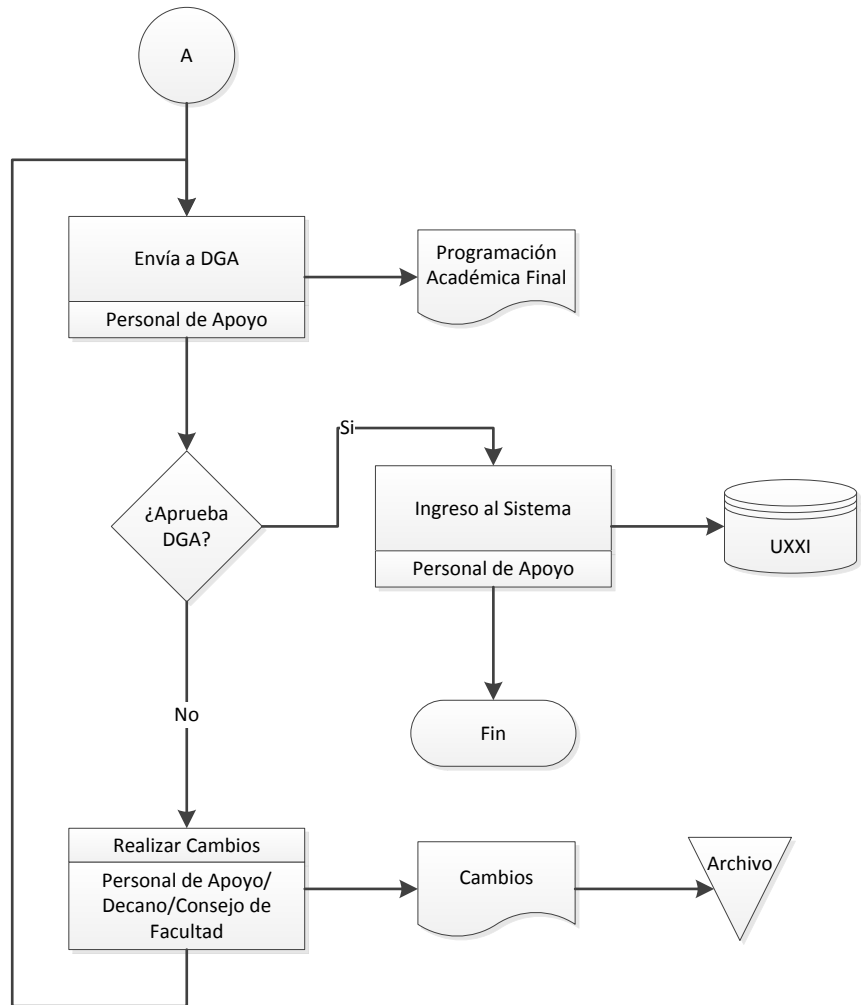 A
Envía a DGA
Personal de Apoyo
Programación
Académica Final
¿Aprueba
DGA?
Si
Ingreso al Sistema
Personal de Apoyo
UXXI
Fin
No
Realizar Cambios
Personal de Apoyo/
Decano/Consejo de
Facultad
Cambios
Archivo